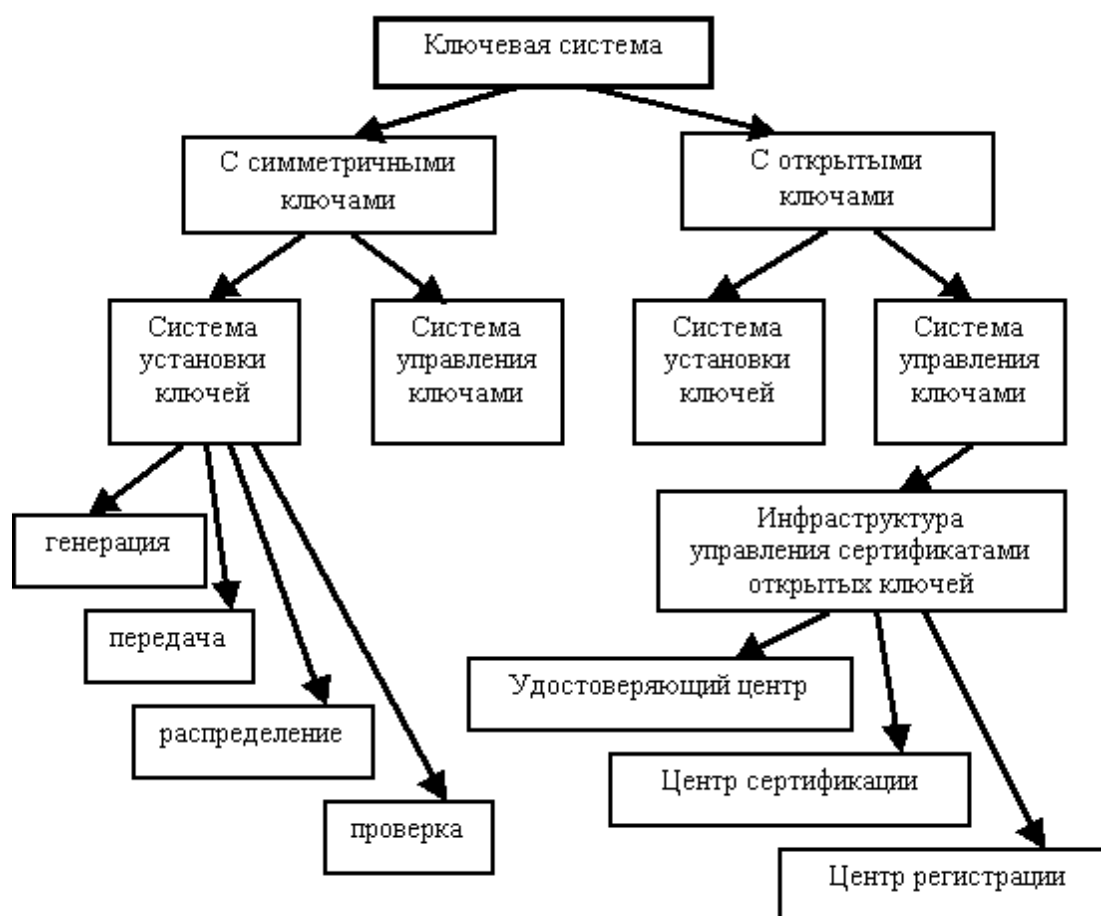 Ключевая система
С симметричными
ключами
С открытыми
ключами
Система
установки
ключей
Система
управления
ключами
Система
установки
ключей
Система
управления
ключами
генерация
передача
распределение
проверка
Инфраструктура
управления сертификатами
открытых ключей
Удостоверяющий центр
Центр сертификации
Центр регистрации